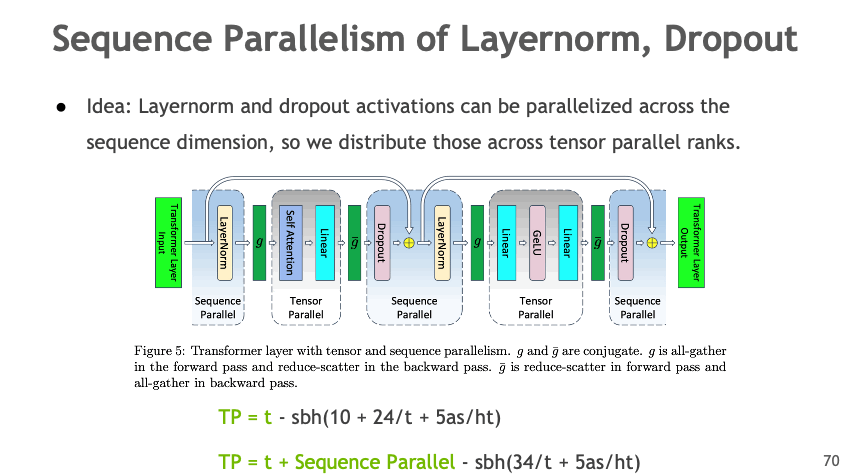 Sequence Parallelism of Layernorm, Dropout
● Idea: Layernorm and dropout activations can be parallelized across the
sequence dimension, so we distribute those across tensor parallel ranks.
Transformer Layer
Input
LayerNorm
g
Self Attention
Linear
ḡ
Dropout
LayerNorm
g
Linear
GeLU
Linear
ḡ
Dropout
Transformer Layer
Output
Sequence
Parallel
Tensor
Parallel
Sequence
Parallel
Tensor
Parallel
Sequence
Parallel
Figure 5: Transformer layer with tensor and sequence parallelism. g and ḡ are conjugate. g is all-gather
in the forward pass and reduce-scatter in the backward pass. ḡ is reduce-scatter in forward pass and
all-gather in backward pass.
TP = t - sbh(10 + 24/t + 5as/ht)
TP = t + Sequence Parallel - sbh(34/t + 5as/ht)
70